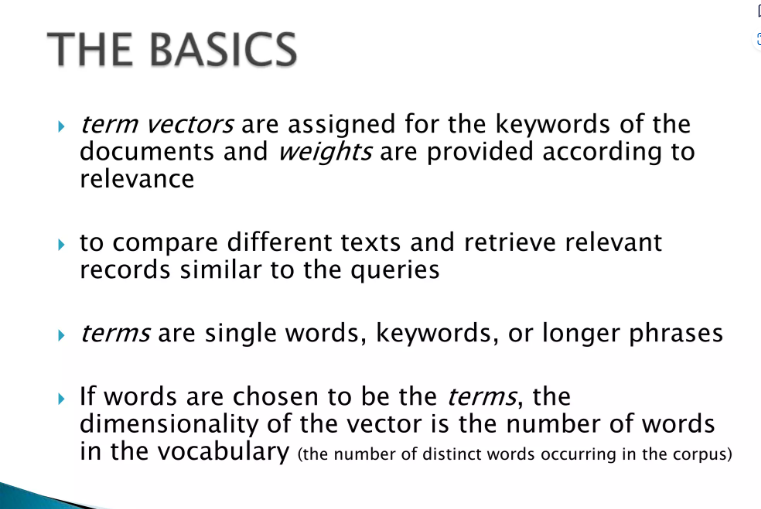 THE BASICS
term vectors are assigned for the keywords of the
documents and weights are provided according to
relevance
to compare different texts and retrieve relevant
records similar to the queries
terms are single words, keywords, or longer phrases
If words are chosen to be the terms, the
dimensionality of the vector is the number of words
in the vocabulary (the number of distinct words occurring in the corpus)